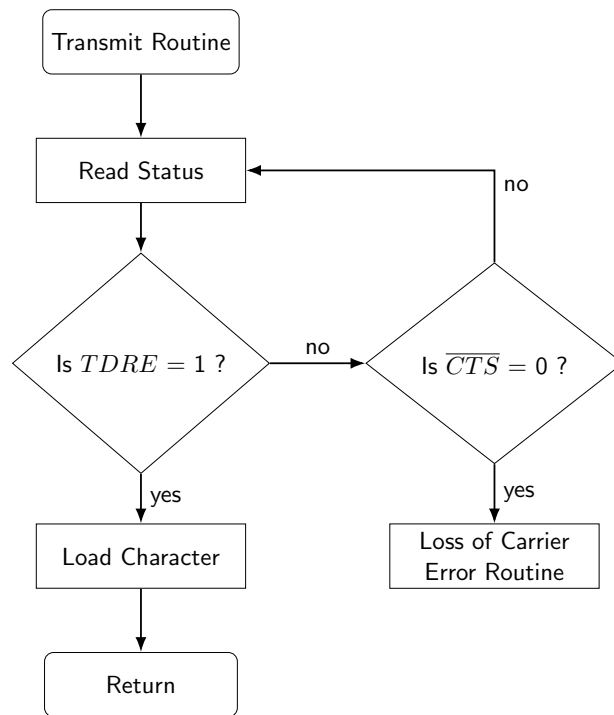 Transmit Routine
Read Status
no
Is $TDRE = 1$ ?
no
Is $\overline{CTS} = 0$ ?
yes
yes
Load Character
Loss of Carrier
Error Routine
Return